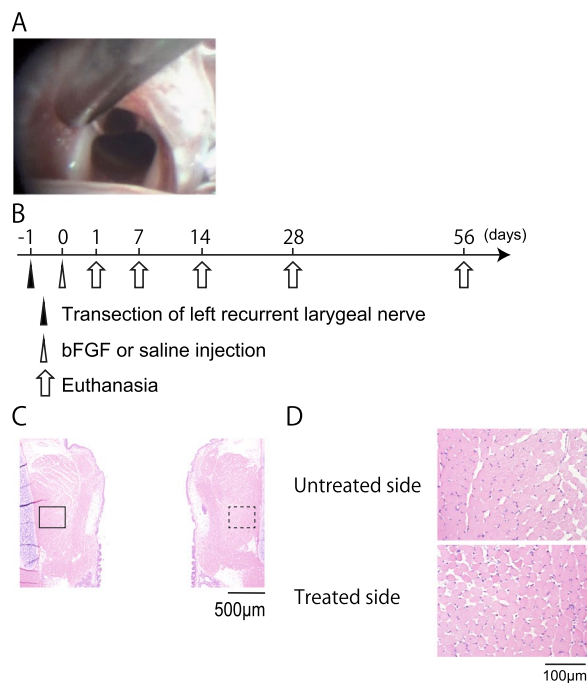 A
B
-1 0 1 7 14 28 56 (days)
Transection of left recurrent larygeal nerve
bFGF or saline injection
Euthanasia
C
D
Untreated side
Treated side
500μm
100μm